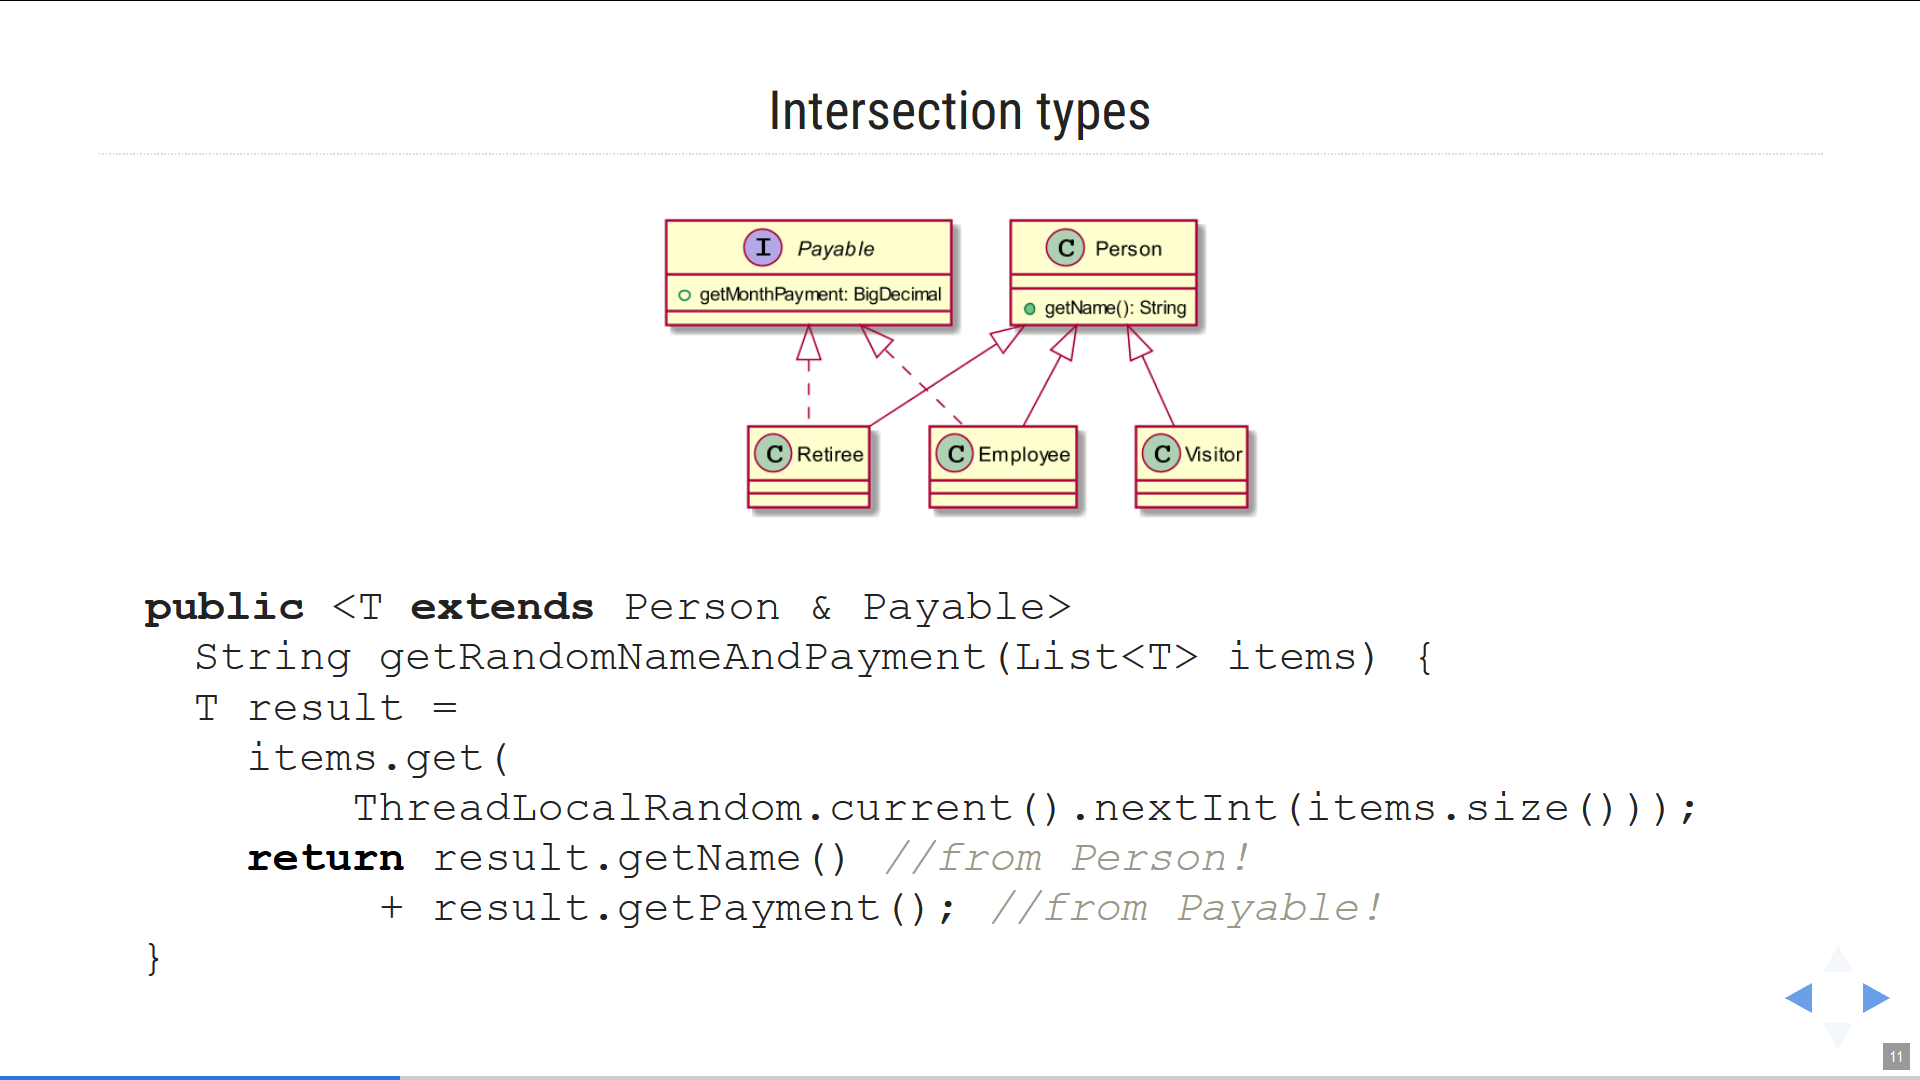 Intersection types
I Payable
getMonthPayment: BigDecimal
C Person
getName(): String
C Retiree
C Employee
C Visitor
public <T extends Person & Payable>
String getRandomNameAndPayment(List<T> items) {
T result =
items.get(
ThreadLocalRandom.current().nextInt(items.size()));
return result.getName() //from Person!
+ result.getPayment(); //from Payable!
}
11